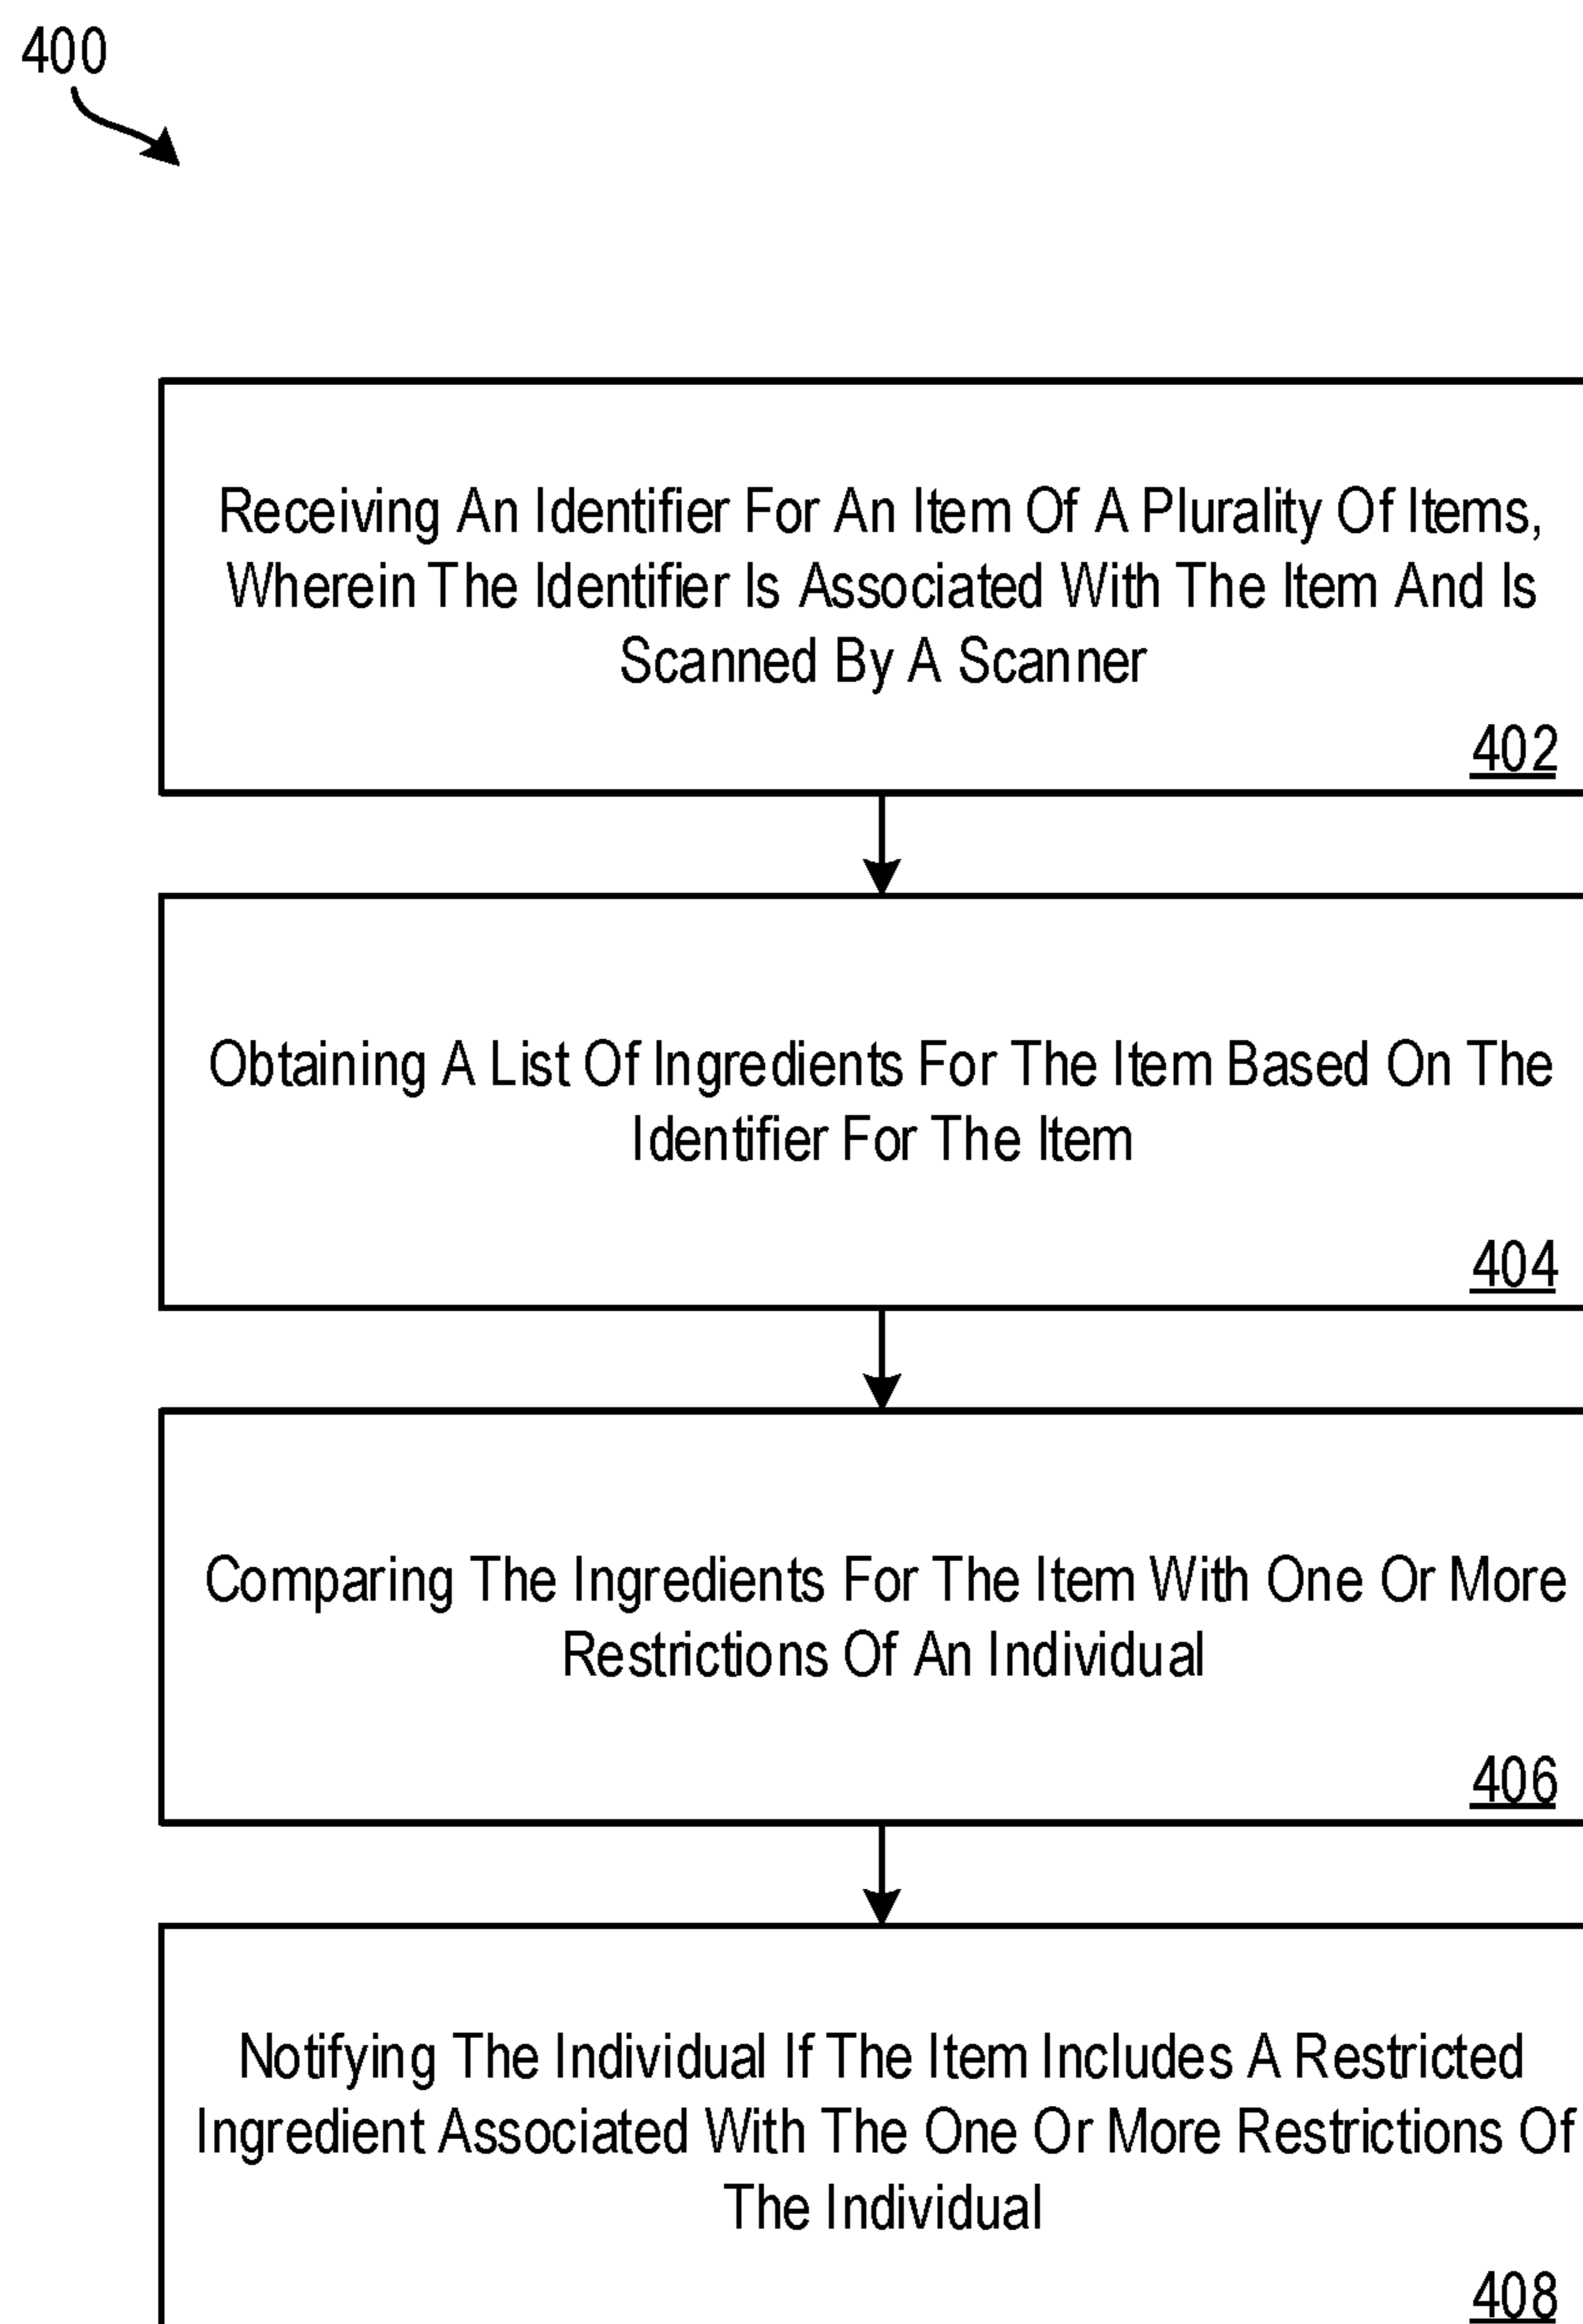 400
Receiving An Identifier For An Item Of A Plurality Of Items,
Wherein The Identifier Is Associated With The Item And Is
Scanned By A Scanner
402
Obtaining A List Of Ingredients For The Item Based On The
Identifier For The Item
404
Comparing The Ingredients For The Item With One Or More
Restrictions Of An Individual
406
Notifying The Individual If The Item Includes A Restricted
Ingredient Associated With The One Or More Restrictions Of
The Individual
408